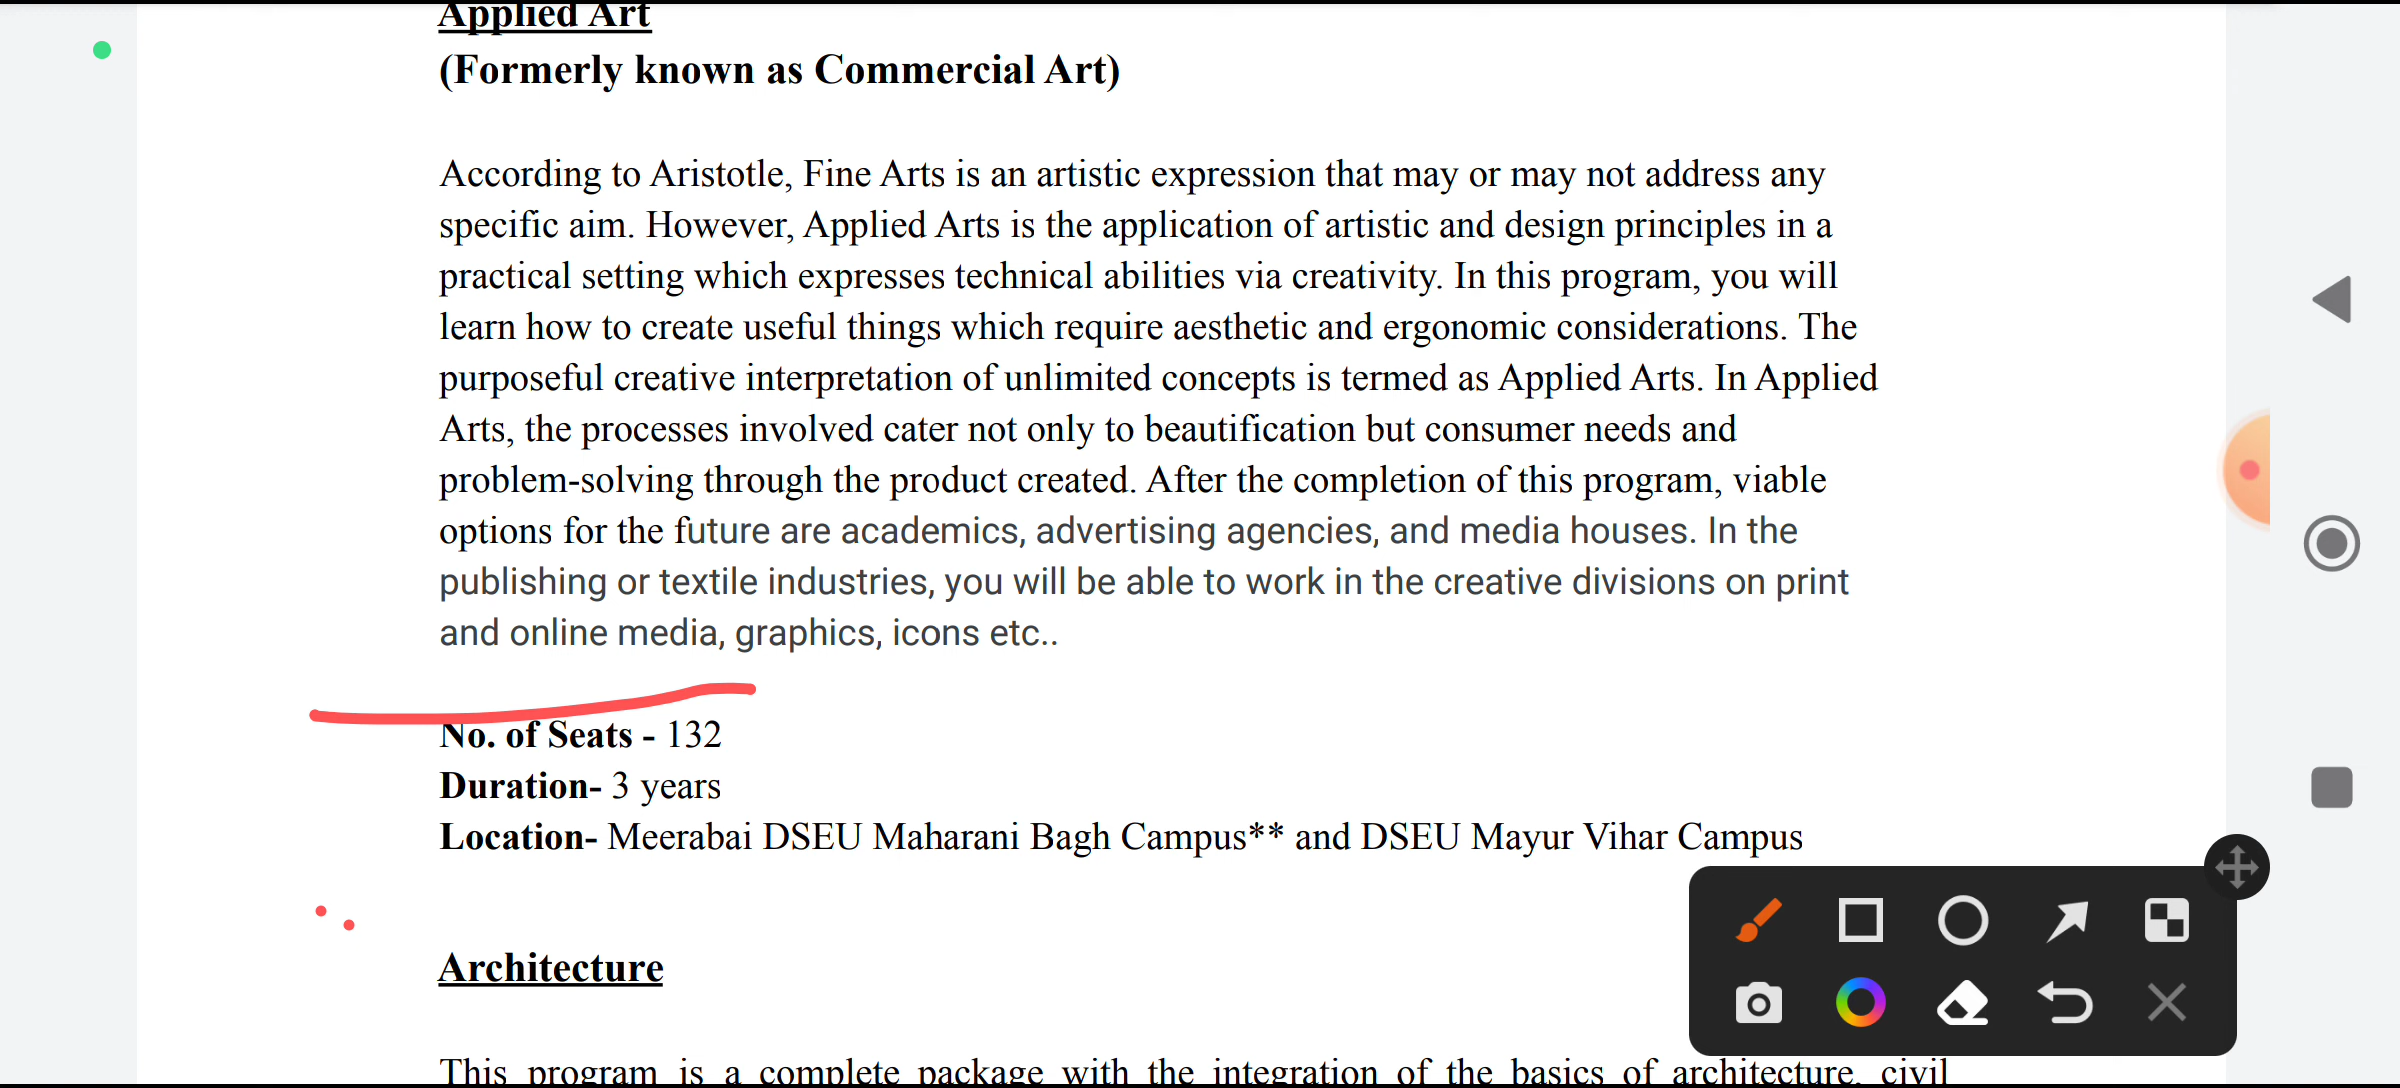 Applied Art
(Formerly known as Commercial Art)
According to Aristotle, Fine Arts is an artistic expression that may or may not address any
specific aim. However, Applied Arts is the application of artistic and design principles in a
practical setting which expresses technical abilities via creativity. In this program, you will
learn how to create useful things which require aesthetic and ergonomic considerations. The
purposeful creative interpretation of unlimited concepts is termed as Applied Arts. In Applied
Arts, the processes involved cater not only to beautification but consumer needs and
problem-solving through the product created. After the completion of this program, viable
options for the future are academics, advertising agencies, and media houses. In the
publishing or textile industries, you will be able to work in the creative divisions on print
and online media, graphics, icons etc..
No. of Seats - 132
Duration- 3 years
Location- Meerabai DSEU Maharani Bagh Campus** and DSEU Mayur Vihar Campus
Architecture
This program is a complete package with the integration of the basics of architecture, civil